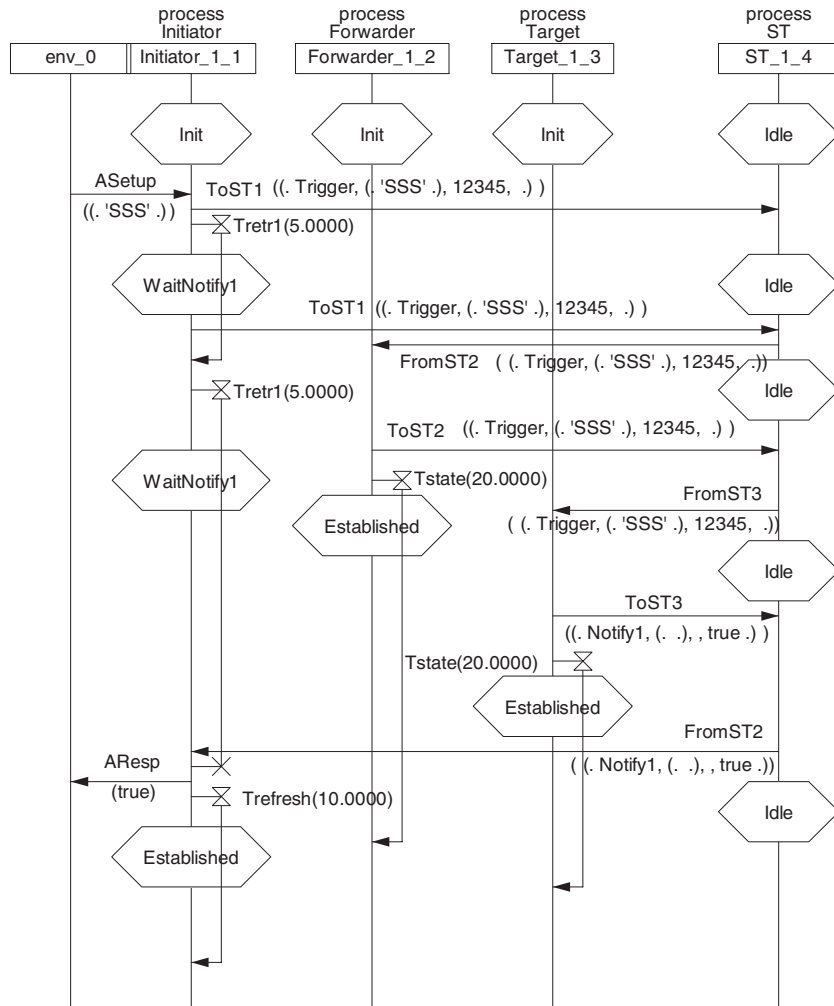 process process process process
Initiator Forwarder Target ST
env_0 Initiator_1_1 Forwarder_1_2 Target_1_3 ST_1_4
Init Init Init Idle
ASetup
ToST1 ((. Trigger, (. 'SSS' .), 12345, .) )
((. 'SSS' .))
Tretr1(5.0000)
WaitNotify1 Idle
ToST1 ((. Trigger, (. 'SSS' .), 12345, .) )
FromST2 ( (. Trigger, (. 'SSS' .), 12345, .))
Tretr1(5.0000) Idle
ToST2 ((. Trigger, (. 'SSS' .), 12345, .) )
WaitNotify1 Tstate(20.0000)
FromST3
Established ( (. Trigger, (. 'SSS' .), 12345, .))
Idle
ToST3
((. Notify1, (. .), , true .) )
Tstate(20.0000)
Established
FromST2
AResp
( (. Notify1, (. .), , true .))
(true)
Trefresh(10.0000) Idle
Established